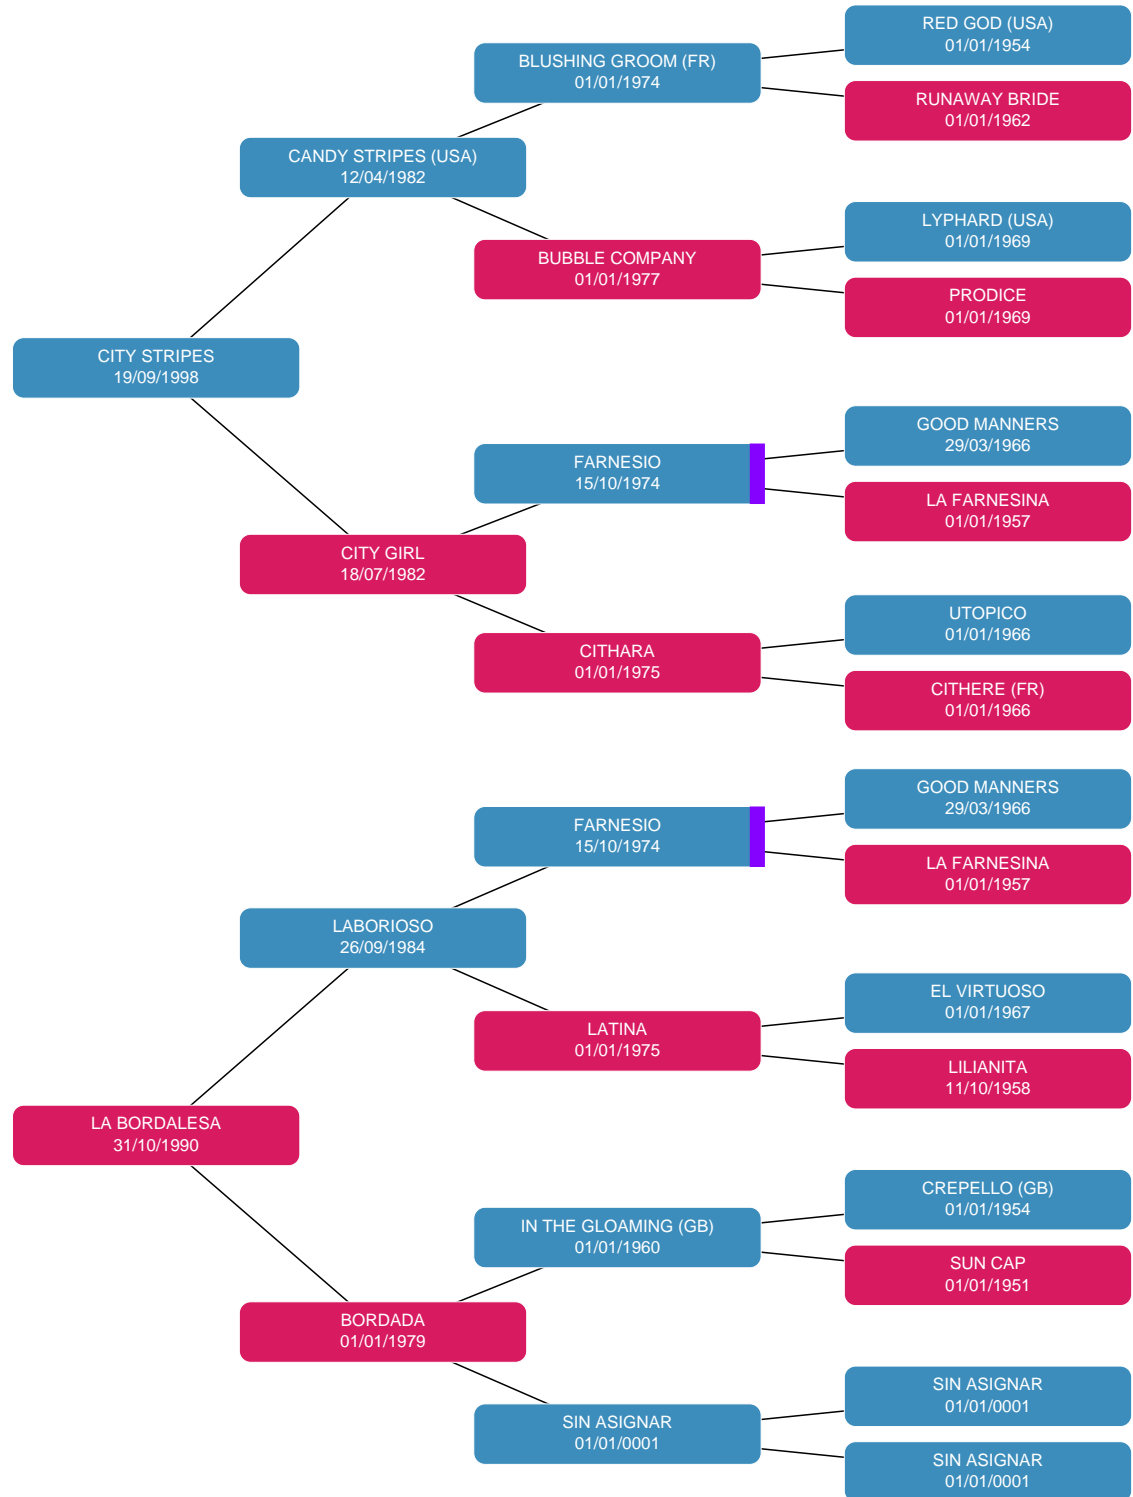 RED GOD (USA)
01/01/1954
BLUSHING GROOM (FR)
01/01/1974
RUNAWAY BRIDE
01/01/1962
CANDY STRIPES (USA)
12/04/1982
LYPHARD (USA)
01/01/1969
BUBBLE COMPANY
01/01/1977
PRODICE
01/01/1969
CITY STRIPES
19/09/1998
GOOD MANNERS
29/03/1966
FARNESIO
15/10/1974
LA FARNESINA
01/01/1957
CITY GIRL
18/07/1982
UTOPICO
01/01/1966
CITHARA
01/01/1975
CITHERE (FR)
01/01/1966
GOOD MANNERS
29/03/1966
FARNESIO
15/10/1974
LA FARNESINA
01/01/1957
LABORIOSO
26/09/1984
EL VIRTUOSO
01/01/1967
LATINA
01/01/1975
LILIANITA
11/10/1958
LA BORDALESA
31/10/1990
CREPELLO (GB)
01/01/1954
IN THE GLOAMING (GB)
01/01/1960
SUN CAP
01/01/1951
BORDADA
01/01/1979
SIN ASIGNAR
01/01/0001
SIN ASIGNAR
01/01/0001
SIN ASIGNAR
01/01/0001